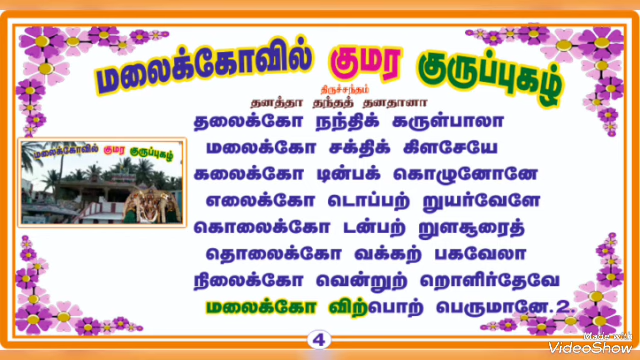 மலைக்கோவில் குமர குருப்புகழ்
திருச்சந்தம்
தனத்தா தந்தத் தனதானா
தலைக்கோ நந்திக் கருள்பாலா
மலைக்கோ சக்திக் கிளசேயே
கலைக்கோ டின்பக் கொழுனோனே
எலைக்கோ டொப்பற் றுயர்வேளே
கொலைக்கோ டன்பற் றுளசூரைத்
தொலைக்கோ வக்கற் பகவேலா
நிலைக்கோ வென்றுற் றொளிர்தேவே
மலைக்கோ விற்பொற் பெருமானே.2.
மலைக்கோவில் குமர குருப்புகழ்
4
Made with
VideoShow